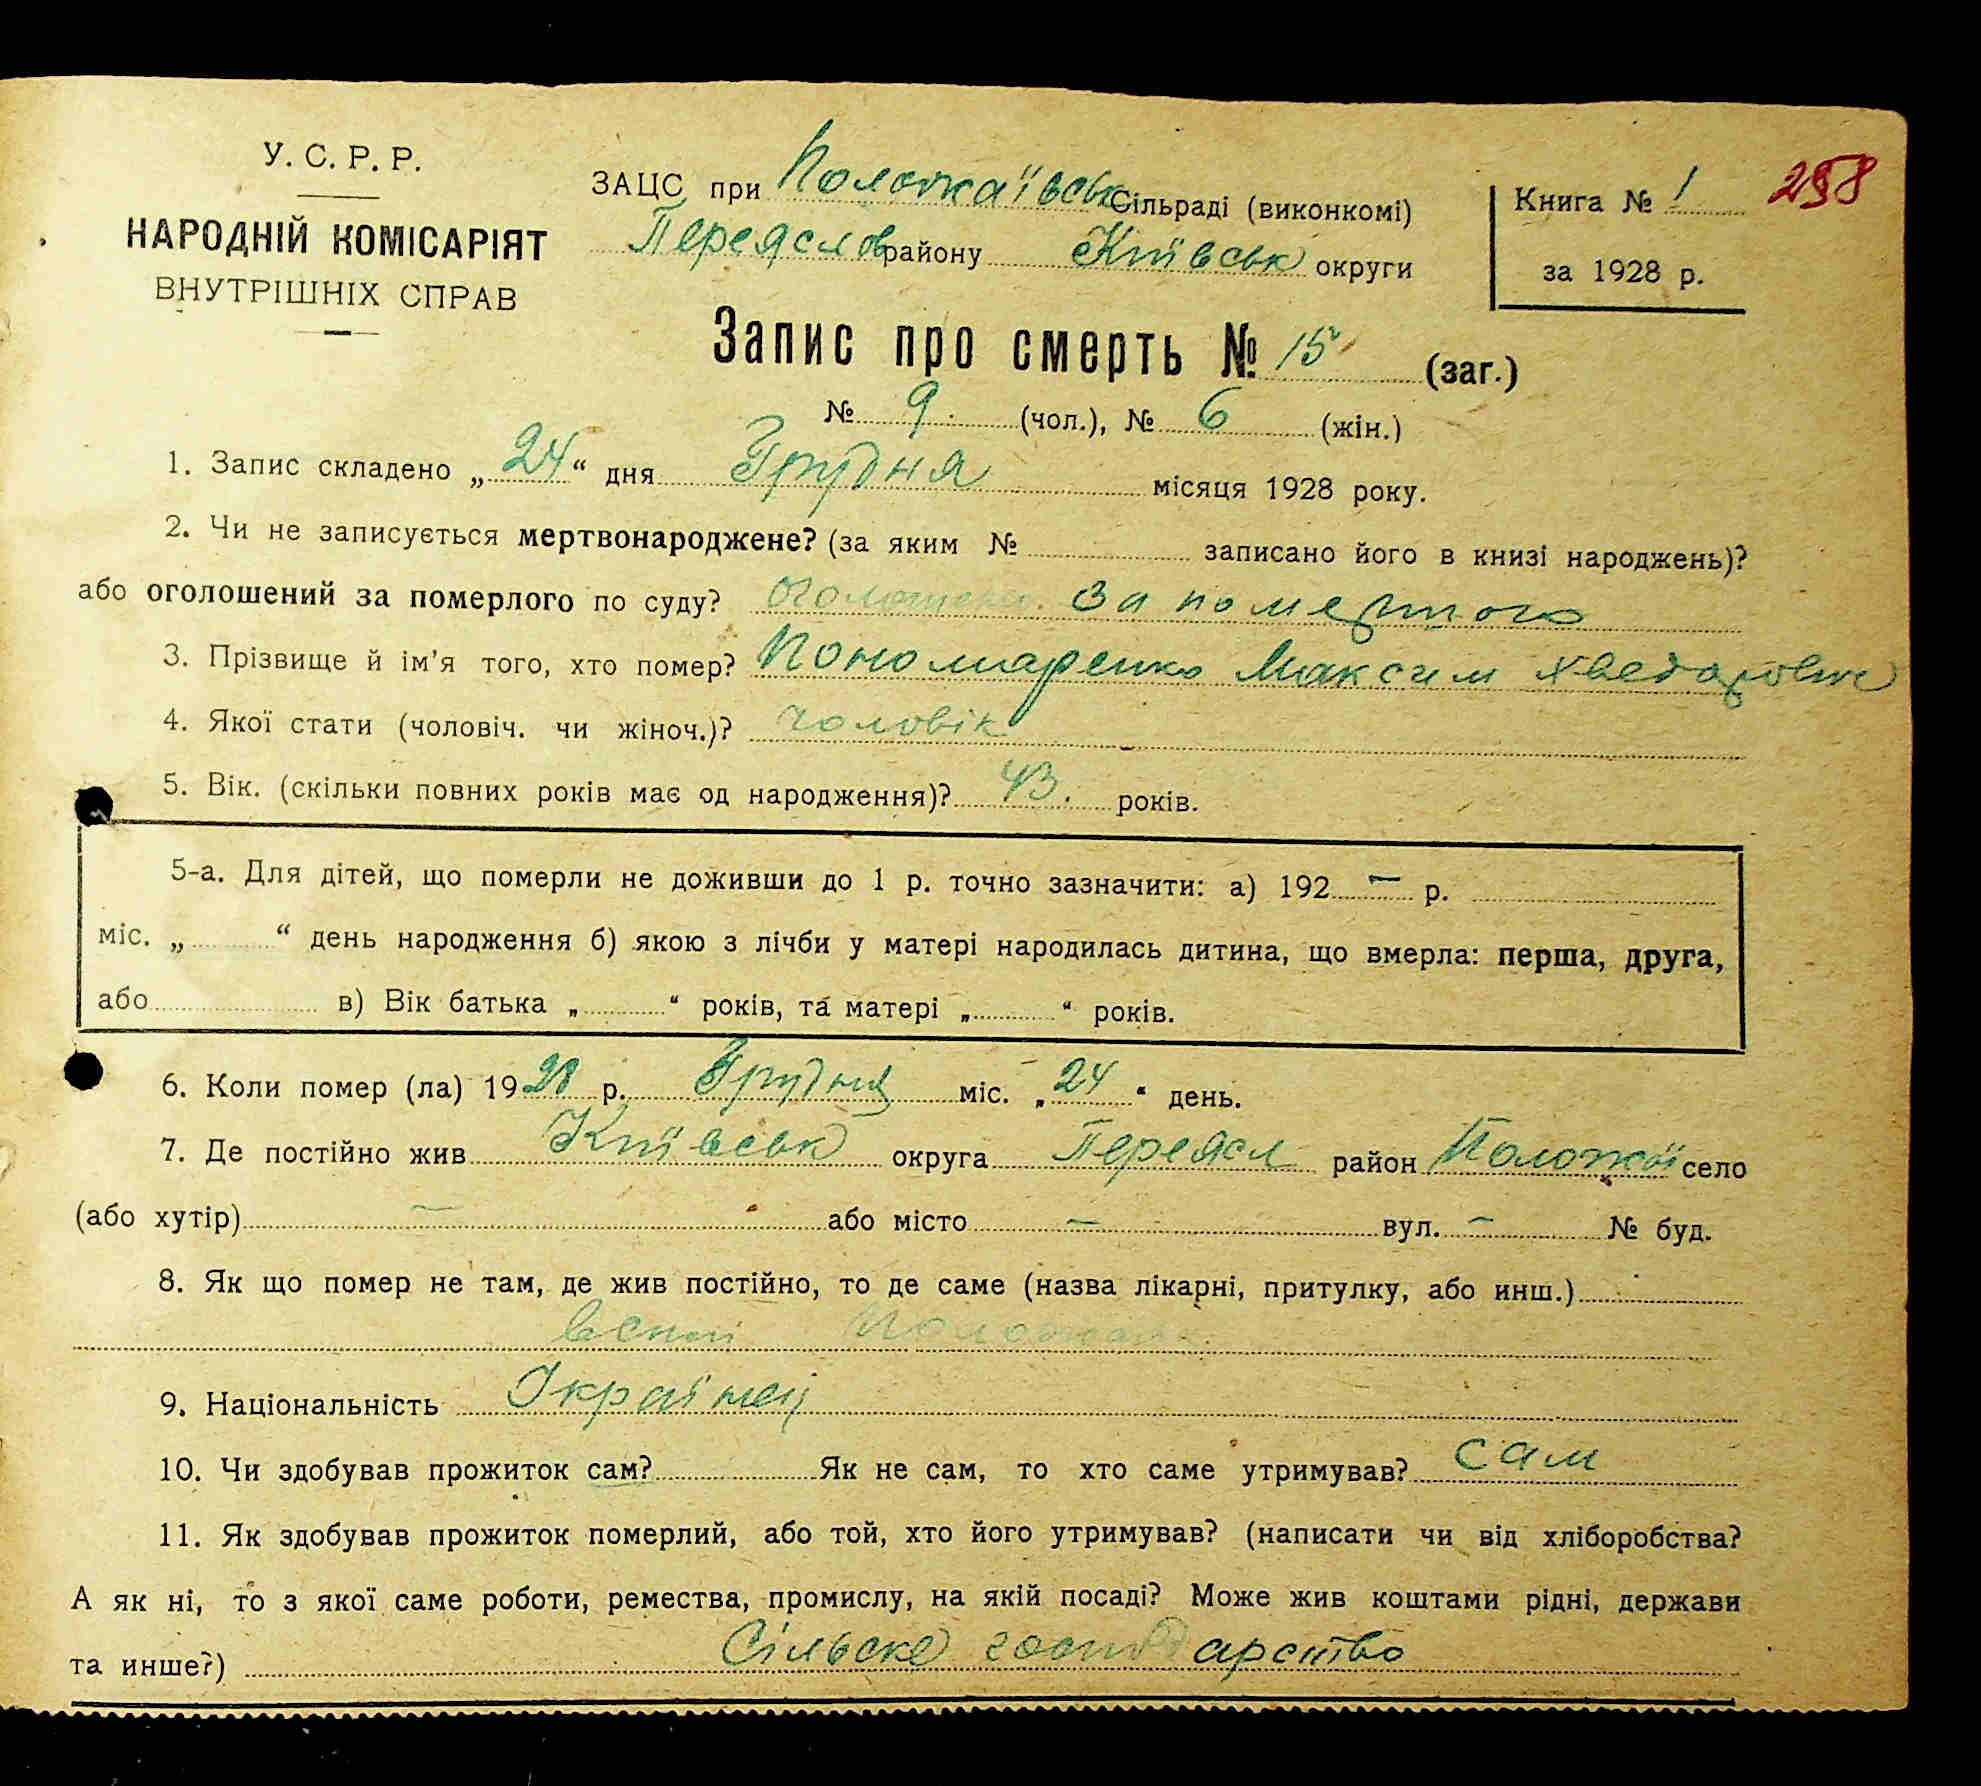 У. С. Р. Р.
НАРОДНІЙ КОМІСАРІЯТ
ВНУТРІШНІХ СПРАВ
ЗАЦС при Положаївськ Сільраді (виконкомі)
Переяслов району Київськ округи
Книга № 1
258
за 1928 р.
Запис про смерть № 15 (заг.)
№ 9. (чол.), № 6 (жін.)
1. Запис складено „ 24 “ дня Грудня місяця 1928 року.
2. Чи не записується мертвонароджене? (за яким № записано його в книзі народжень)?
або оголошений за померлого по суду? оголошени. За помершого
3. Прізвище й ім’я того, хто помер? Пономаренко Максим Хведорович
4. Якої стати (чоловіч. чи жіноч.)? чоловік
5. Вік. (скільки повних років має од народження)? 43. років.
5-а. Для дітей, що померли не доживши до 1 р. точно зазначити: а) 192 — р.
міс. „ “ день народження б) якою з лічби у матері народилась дитина, що вмерла: перша, друга,
або в) Вік батька „ “ років, та матері „ “ років.
6. Коли помер (ла) 1928 р. Грудня міс. „ 24 “ день.
7. Де постійно жив Київськ округа Переясл район Положаї село
(або хутір) — або місто — вул. — № буд.
8. Як що помер не там, де жив постійно, то де саме (назва лікарні, притулку, або инш.)
9. Національність Українец
10. Чи здобував прожиток сам? Як не сам, то хто саме утримував? сам
11. Як здобував прожиток померлий, або той, хто його утримував? (написати чи від хліборобства?
А як ні, то з якої саме роботи, ремества, промислу, на якій посаді? Може жив коштами рідні, держави
та инше?) Сільске господарство